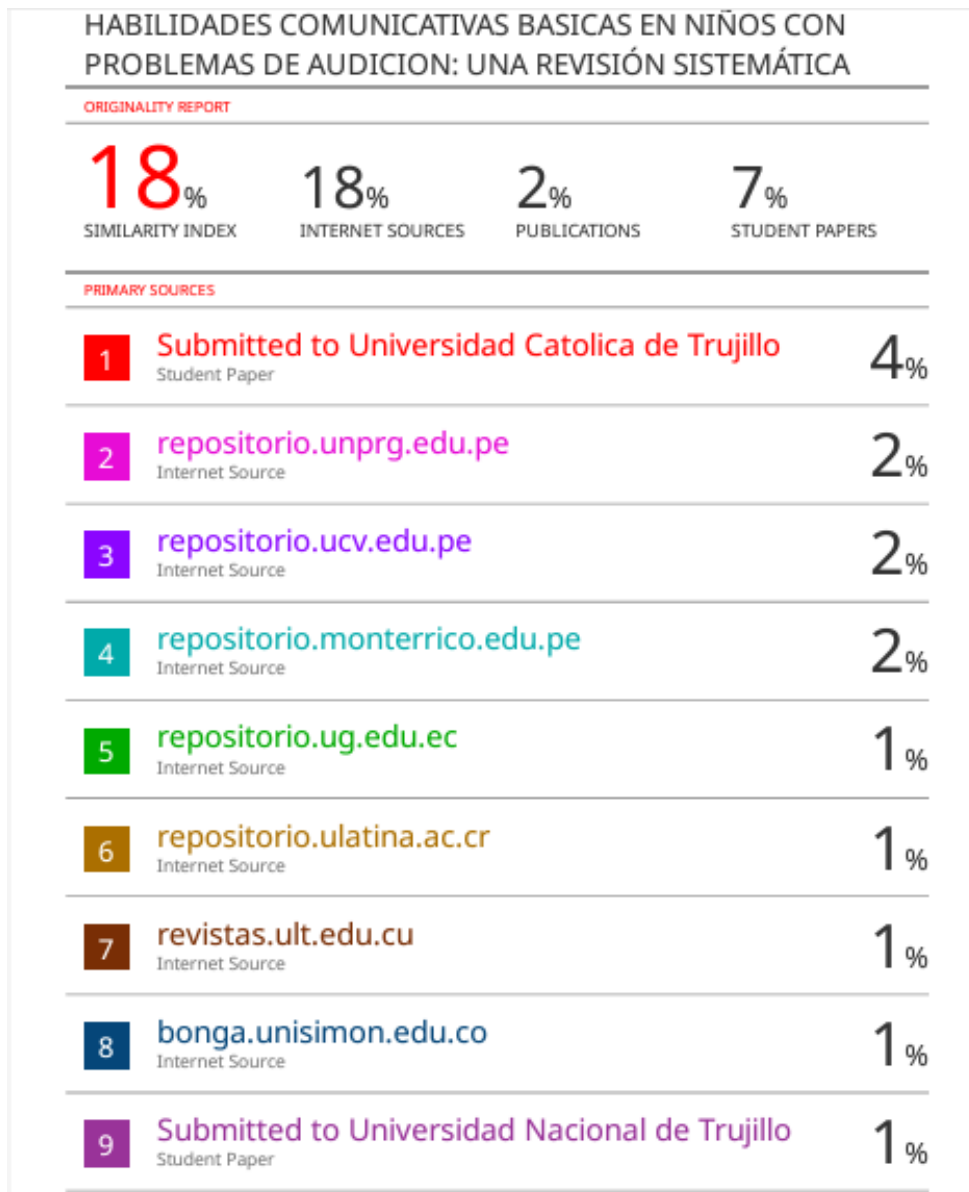 HABILIDADES COMUNICATIVAS BASICAS EN NIÑOS CON
PROBLEMAS DE AUDICION: UNA REVISIÓN SISTEMÁTICA
ORIGINALITY REPORT
18% 18% 2% 7%
SIMILARITY INDEX INTERNET SOURCES PUBLICATIONS STUDENT PAPERS
PRIMARY SOURCES
1 Submitted to Universidad Catolica de Trujillo 4%
Student Paper
2 repositorio.unprg.edu.pe 2%
Internet Source
3 repositorio.ucv.edu.pe 2%
Internet Source
4 repositorio.monterrico.edu.pe 2%
Internet Source
5 repositorio.ug.edu.ec 1%
Internet Source
6 repositorio.ulatina.ac.cr 1%
Internet Source
7 revistas.ult.edu.cu 1%
Internet Source
8 bonga.unisimon.edu.co 1%
Internet Source
9 Submitted to Universidad Nacional de Trujillo 1%
Student Paper